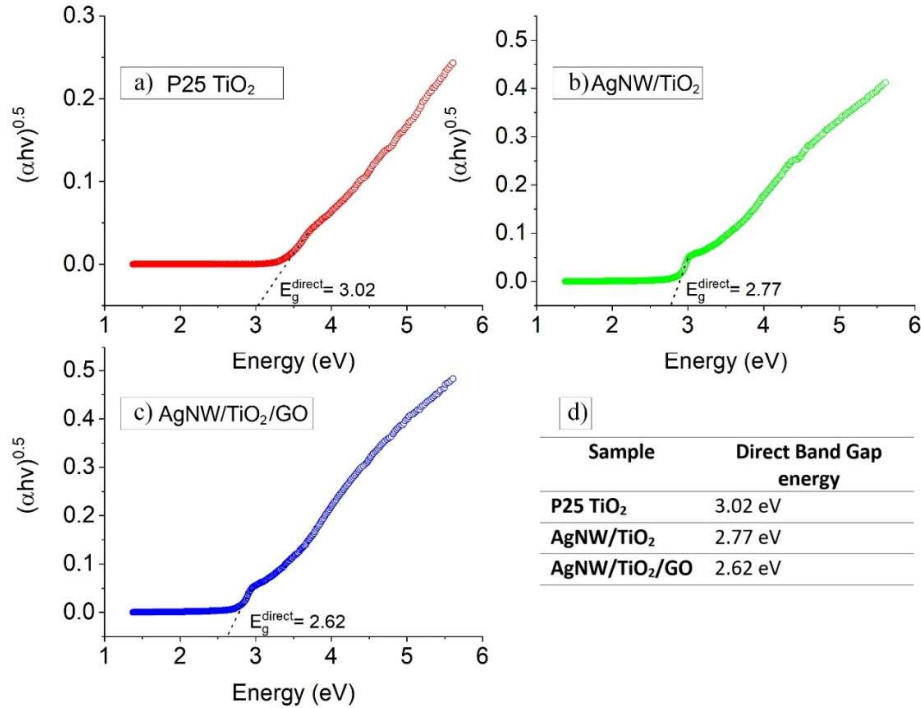 a) P25 TiO₂
(αhv)^0.5
0.3
0.2
0.1
0.0
E_g^direct= 3.02
1 2 3 4 5 6
Energy (eV)
b) AgNW/TiO₂
(αhv)^0.5
0.5
0.4
0.3
0.2
0.1
0.0
E_g^direct= 2.77
1 2 3 4 5 6
Energy (eV)
c) AgNW/TiO₂/GO
(αhv)^0.5
0.5
0.4
0.3
0.2
0.1
0.0
E_g^direct= 2.62
1 2 3 4 5 6
Energy (eV)
d)
Sample Direct Band Gap
energy
P25 TiO₂ 3.02 eV
AgNW/TiO₂ 2.77 eV
AgNW/TiO₂/GO 2.62 eV